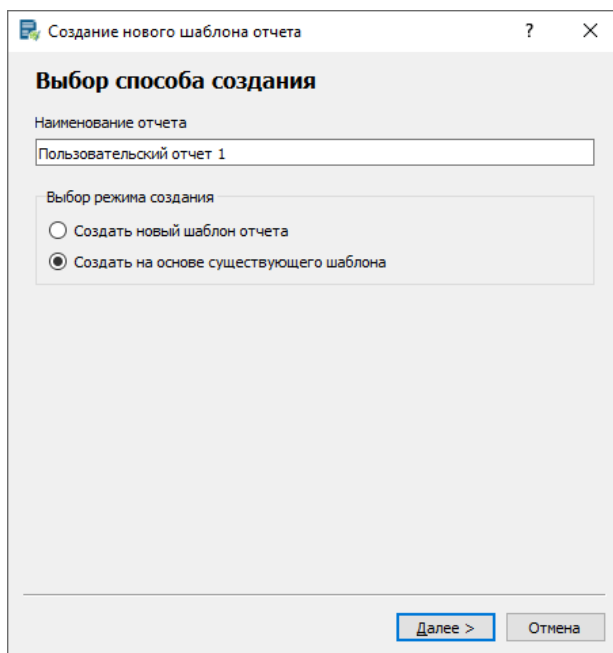 Создание нового шаблона отчета
?
Выбор способа создания
Наименование отчета
Пользовательский отчет 1
Выбор режима создания
Создать новый шаблон отчета
Создать на основе существующего шаблона
Далее > Отмена